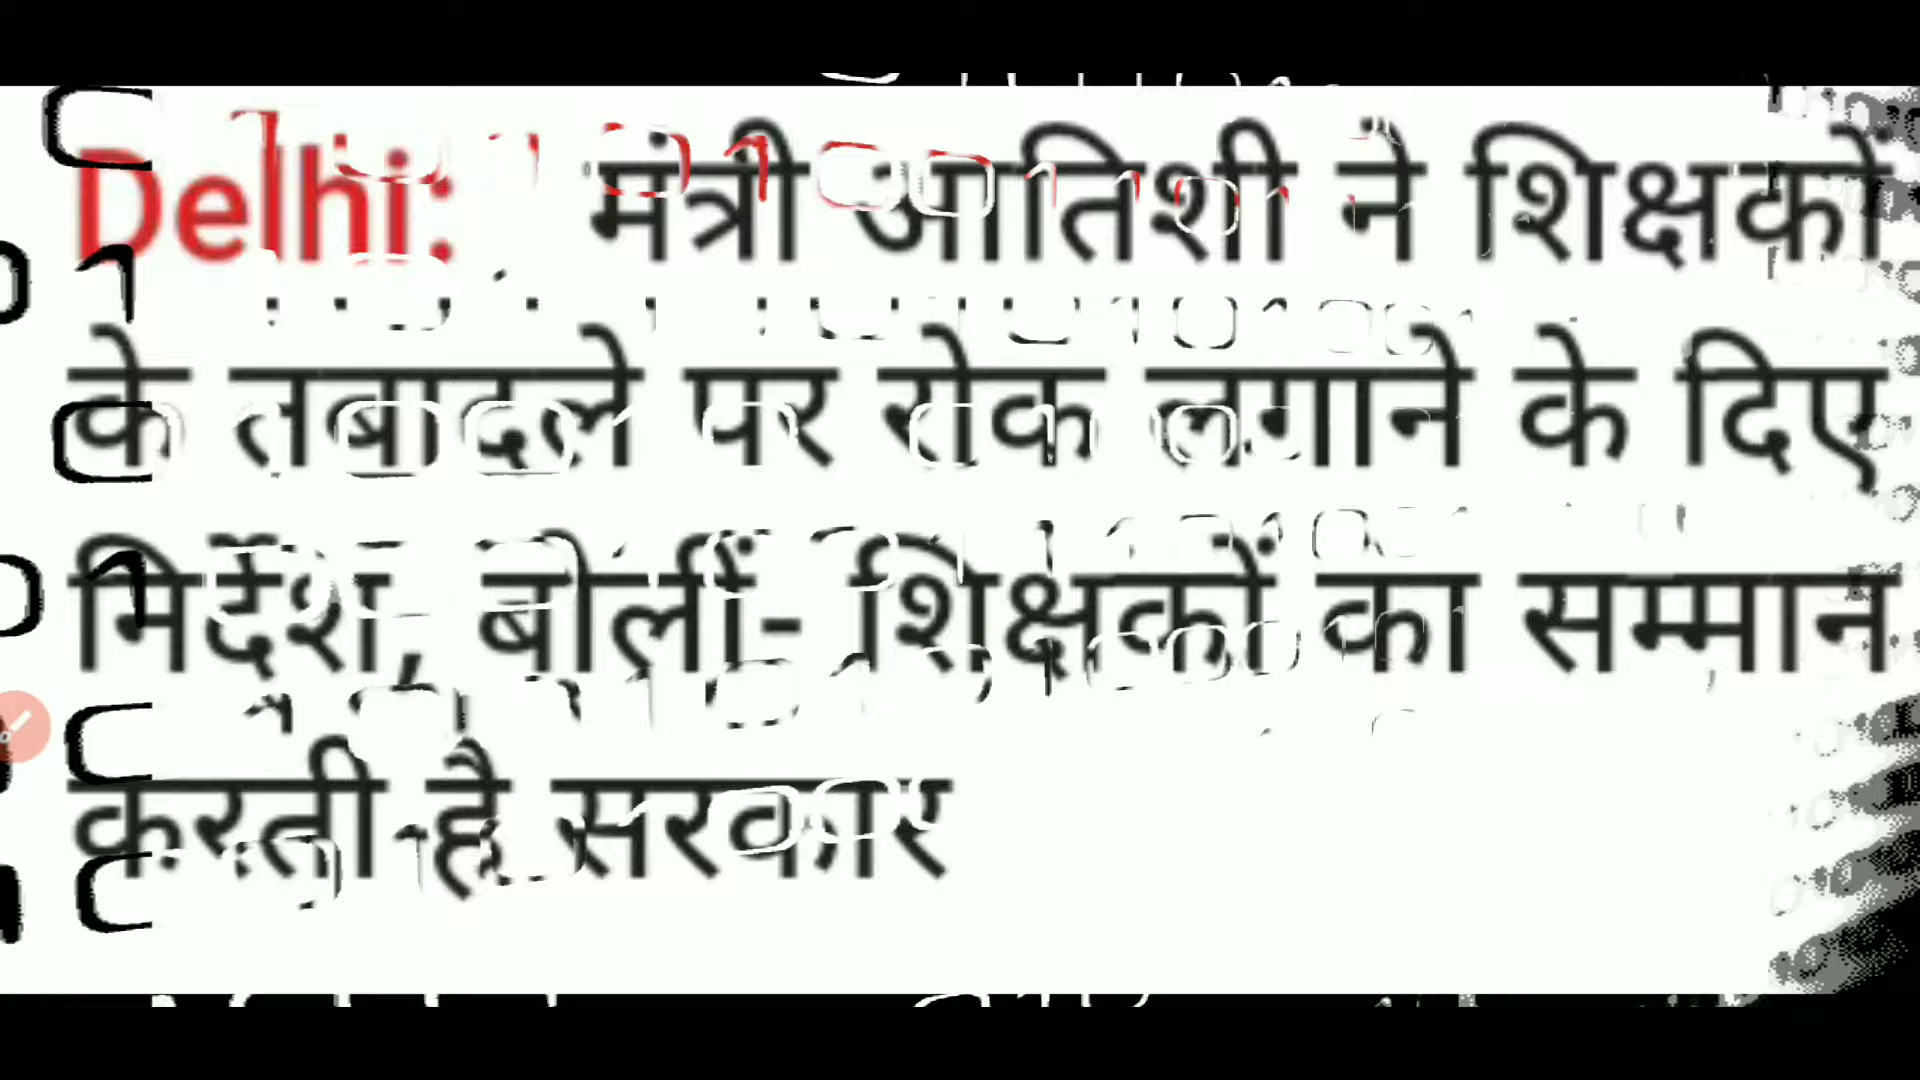 Delhi: मंत्री आतिशी ने शिक्षकों
के तबादले पर रोक लगाने के दिए
निर्देश, बोलीं- शिक्षकों का सम्मान
करती है सरकार